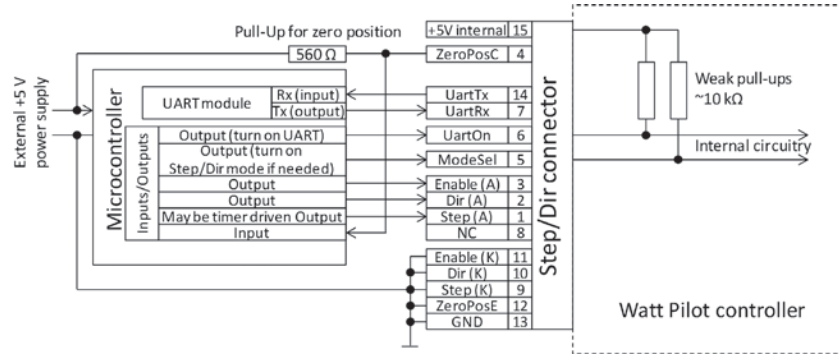 Pull-Up for zero position
560 Ω
External +5 V
power supply
Microcontroller
UART module
Rx (input)
Tx (output)
Inputs/Outputs
Output (turn on UART)
Output (turn on
Step/Dir mode if needed)
Output
Output
May be timer driven Output
Input
+5V internal 15
ZeroPosC 4
UartTx 14
UartRx 7
UartOn 6
ModeSel 5
Enable (A) 3
Dir (A) 2
Step (A) 1
NC 8
Enable (K) 11
Dir (K) 10
Step (K) 9
ZeroPosE 12
GND 13
Step/Dir connector
Weak pull-ups
~10 kΩ
Internal circuitry
Watt Pilot controller